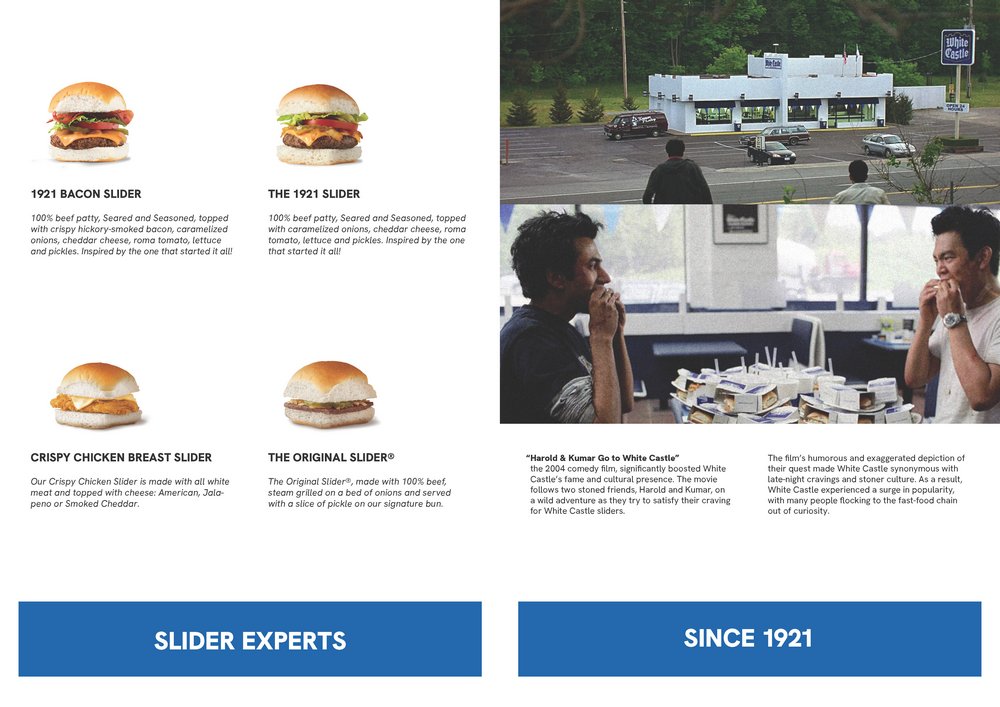 1921 BACON SLIDER
100% beef patty, Seared and Seasoned, topped
with crispy hickory-smoked bacon, caramelized
onions, cheddar cheese, roma tomato, lettuce
and pickles. Inspired by the one that started it all!
THE 1921 SLIDER
100% beef patty, Seared and Seasoned, topped
with caramelized onions, cheddar cheese, roma
tomato, lettuce and pickles. Inspired by the one
that started it all!
CRISPY CHICKEN BREAST SLIDER
Our Crispy Chicken Slider is made with all white
meat and topped with cheese: American, Jala-
peno or Smoked Cheddar.
THE ORIGINAL SLIDER®
The Original Slider®, made with 100% beef,
steam grilled on a bed of onions and served
with a slice of pickle on our signature bun.
SLIDER EXPERTS
White
Castle
White Castle
OPEN 24
HOURS
“Harold & Kumar Go to White Castle”
the 2004 comedy film, significantly boosted White
Castle’s fame and cultural presence. The movie
follows two stoned friends, Harold and Kumar, on
a wild adventure as they try to satisfy their craving
for White Castle sliders.
The film’s humorous and exaggerated depiction of
their quest made White Castle synonymous with
late-night cravings and stoner culture. As a result,
White Castle experienced a surge in popularity,
with many people flocking to the fast-food chain
out of curiosity.
SINCE 1921